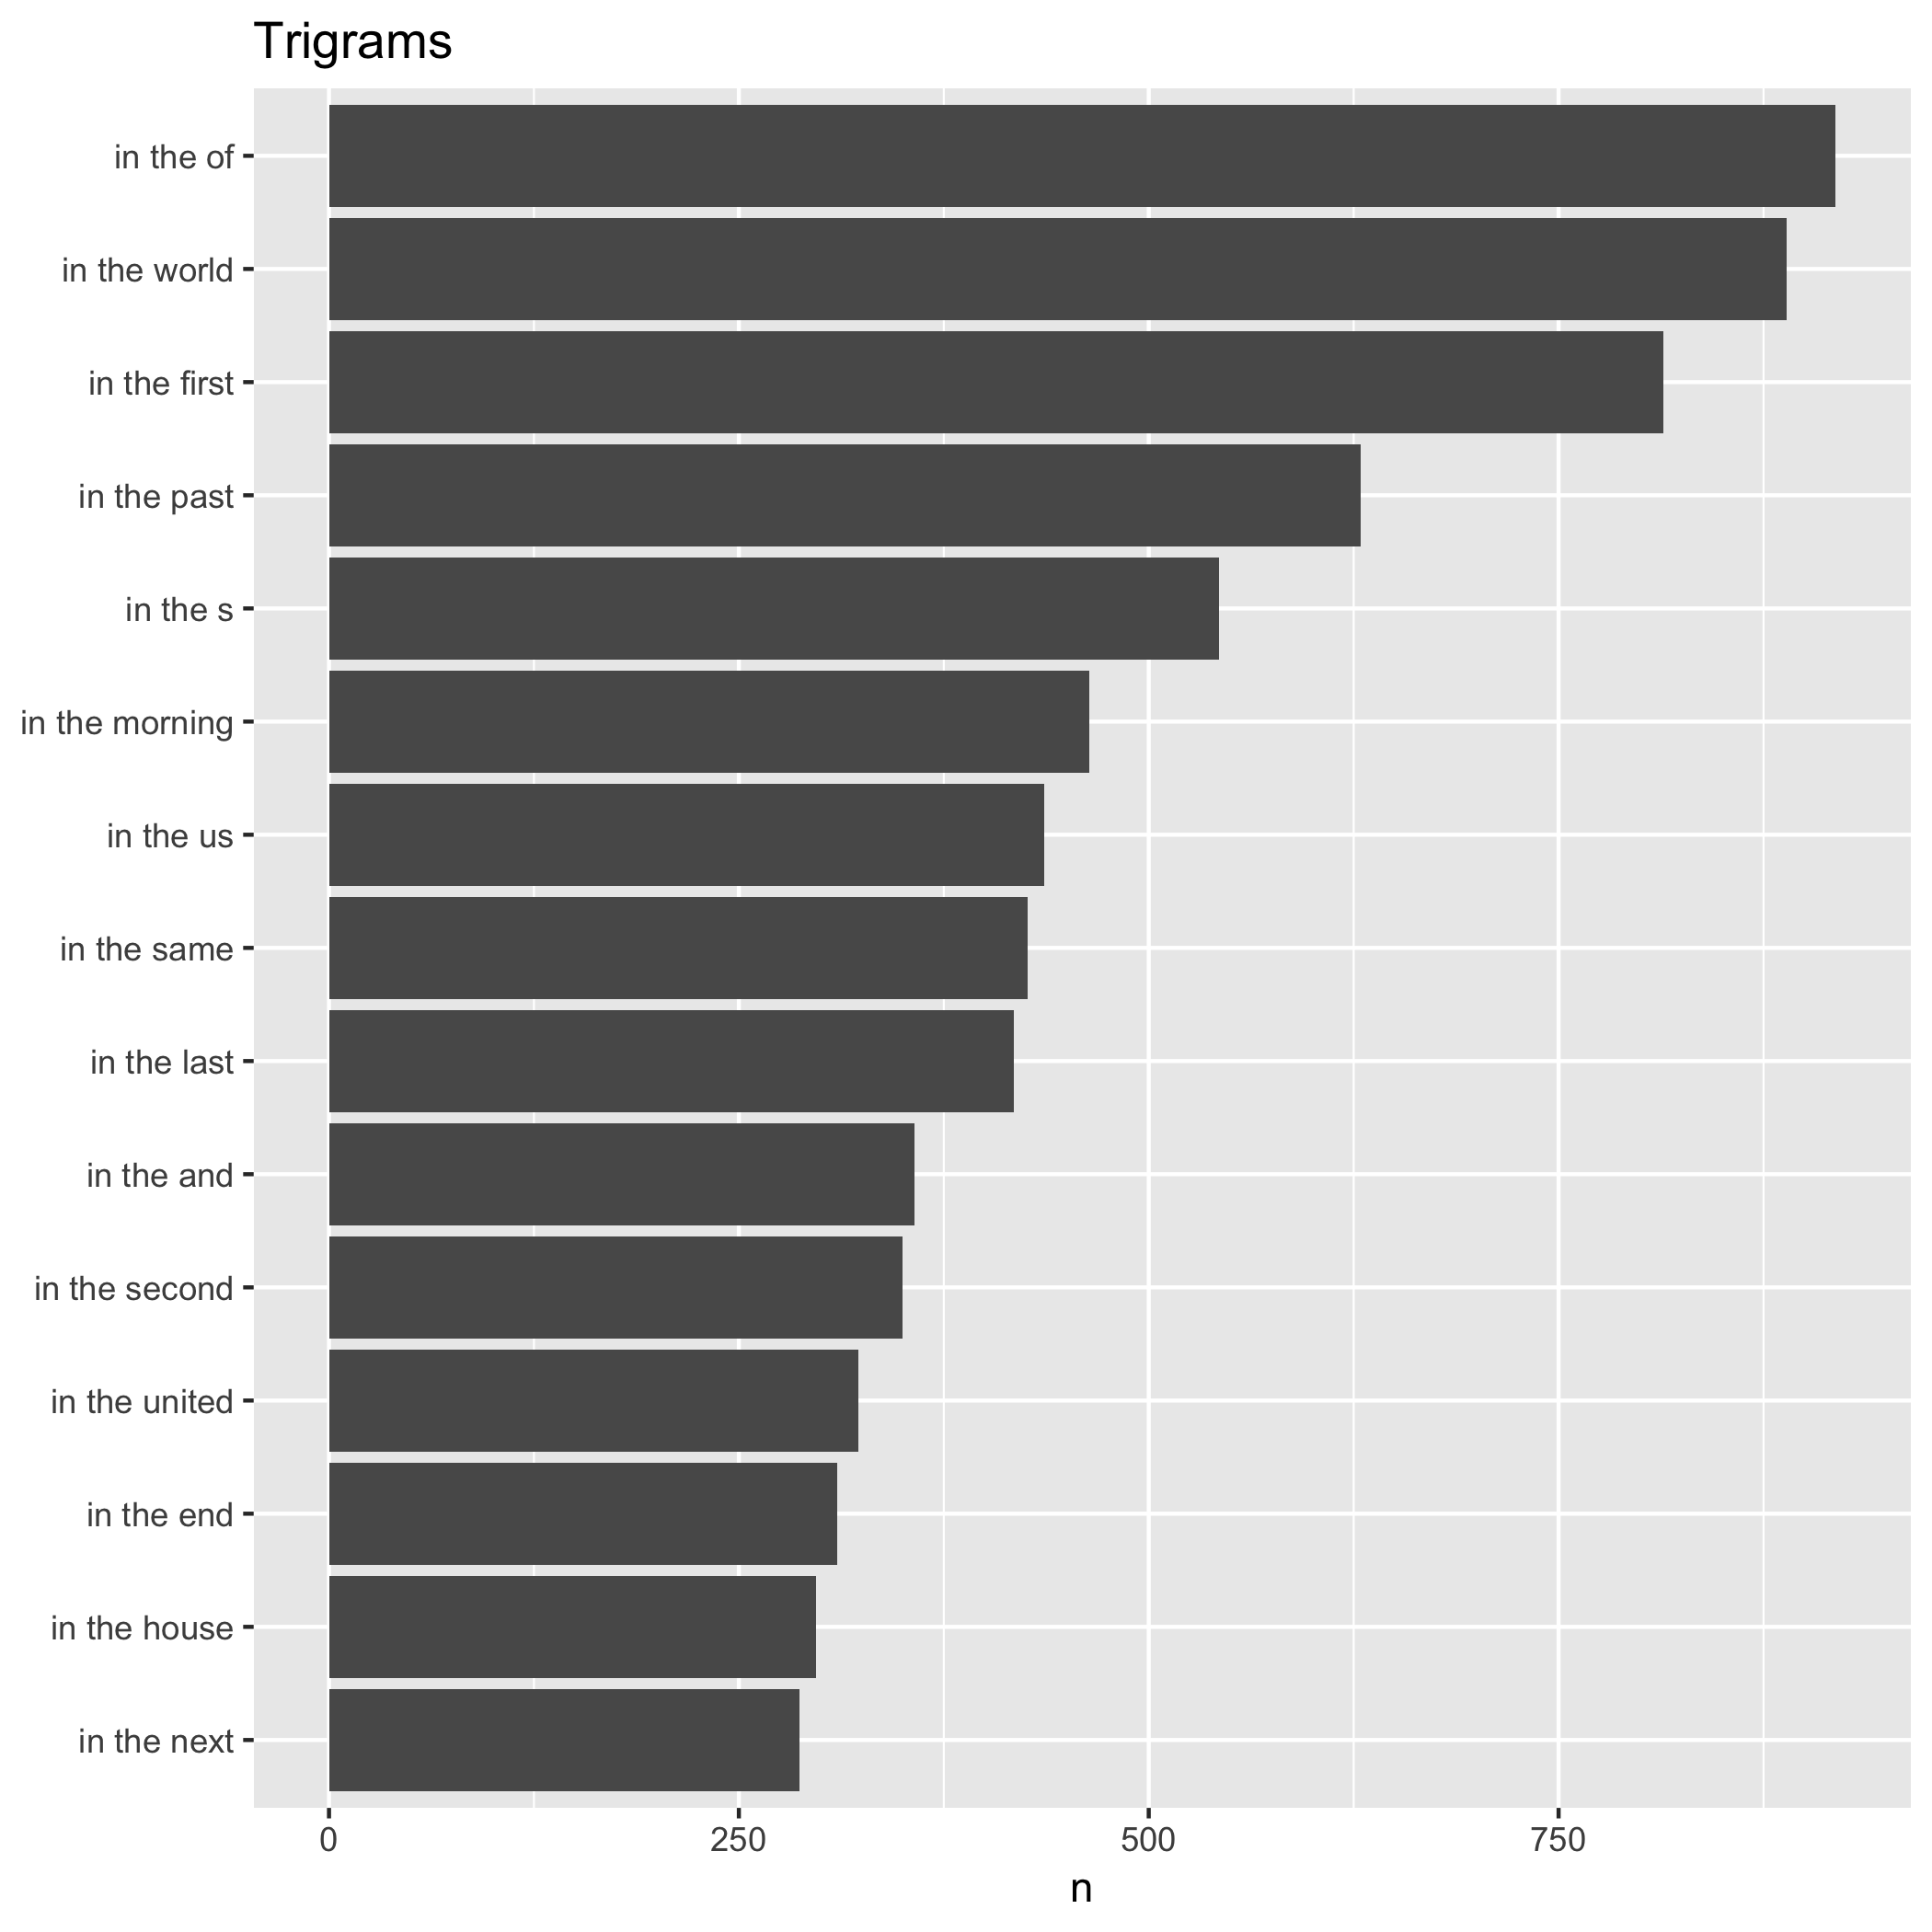 Trigrams
in the of
in the world
in the first
in the past
in the s
in the morning
in the us
in the same
in the last
in the and
in the second
in the united
in the end
in the house
in the next
0 250 500 750
n